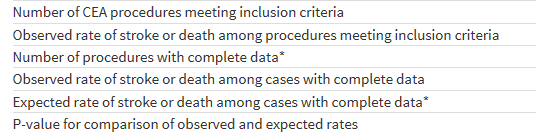 Number of CEA procedures meeting inclusion criteria
Observed rate of stroke or death among procedures meeting inclusion criteria
Number of procedures with complete data*
Observed rate of stroke or death among cases with complete data
Expected rate of stroke or death among cases with complete data*
P-value for comparison of observed and expected rates